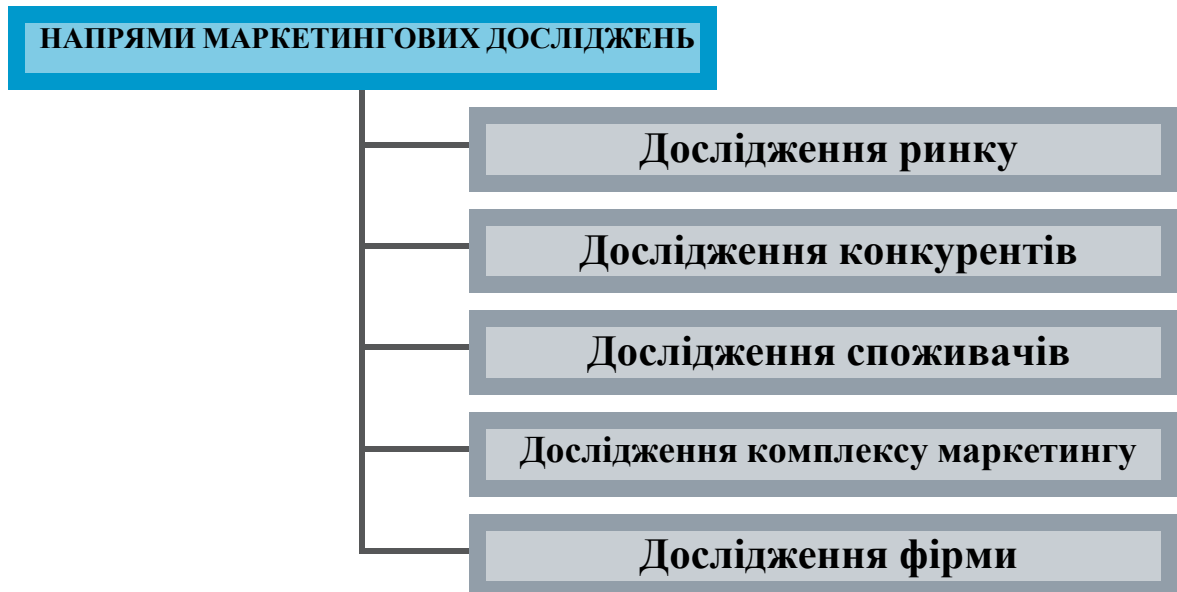 НАПРЯМИ МАРКЕТИНГОВИХ ДОСЛІДЖЕНЬ
Дослідження ринку
Дослідження конкурентів
Дослідження споживачів
Дослідження комплексу маркетингу
Дослідження фірми